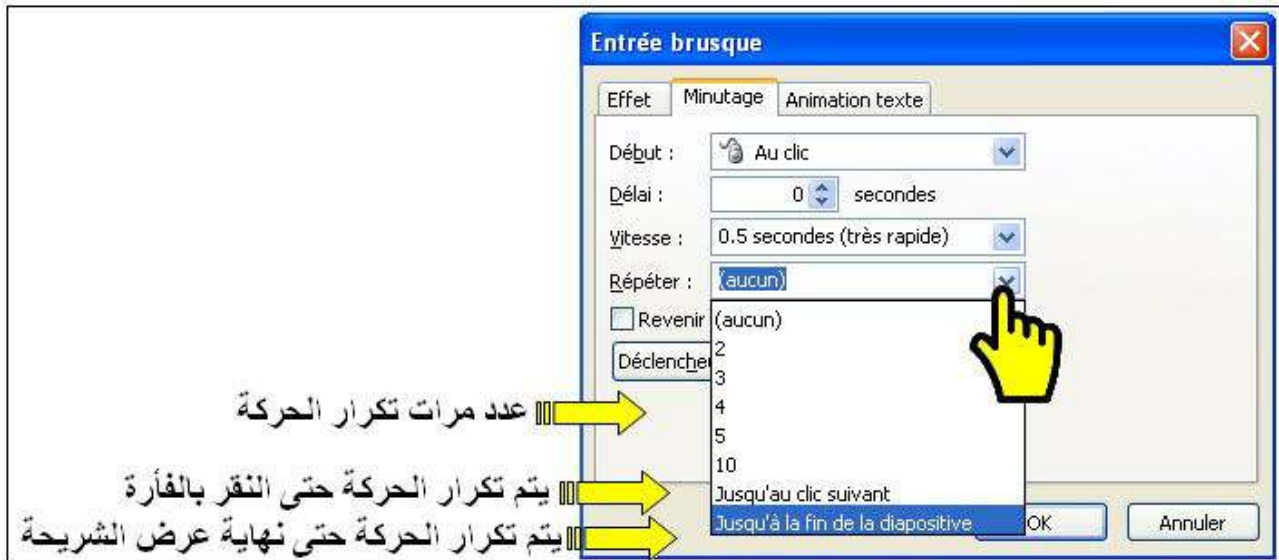 Entrée brusque
Effet Minutage Animation texte
Début : Au clic
Délai : 0 secondes
Vitesse : 0.5 secondes (très rapide)
Répéter : (aucun)
Revenir (aucun)
2
Déclenche
3
عدد مرات تكرار الحركة
4
5
10
يتم تكرار الحركة حتى النقر بالفأرة
Jusqu'au clic suivant
يتم تكرار الحركة حتى نهاية عرض الشريحة
Jusqu'à la fin de la diapositive OK Annuler